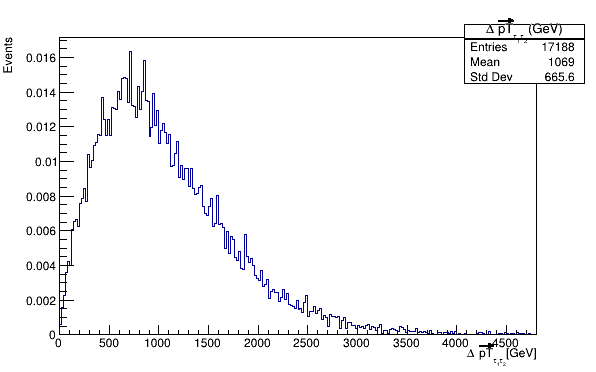 Δ pT τ₁τ₂ (GeV)
Entries 17188
Mean 1069
Std Dev 665.6
Events
0.016
0.014
0.012
0.01
0.008
0.006
0.004
0.002
0
0 500 1000 1500 2000 2500 3000 3500 4000 4500
Δ pT τ₁τ₂ [GeV]